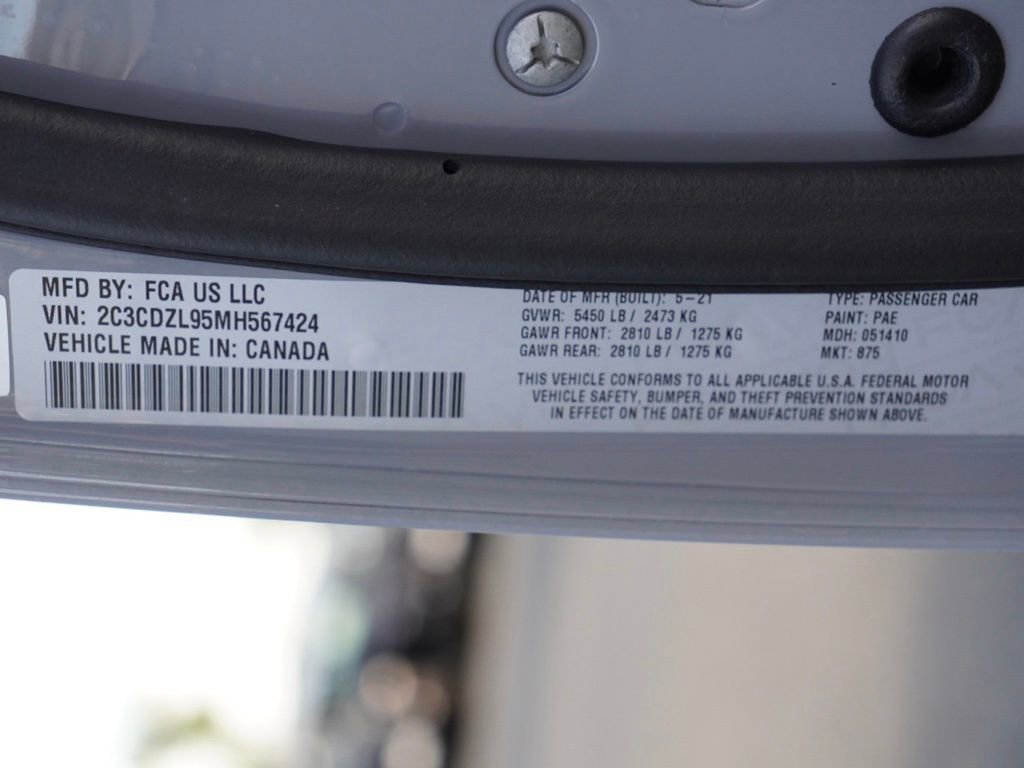 MFD BY: FCA US LLC
VIN: 2C3CDZL95MH567424
VEHICLE MADE IN: CANADA
DATE OF MFR (BUILT): 5-21
GVWR: 5450 LB / 2473 KG
GAWR FRONT: 2810 LB / 1275 KG
GAWR REAR: 2810 LB / 1275 KG
TYPE: PASSENGER CAR
PAINT: PAE
MDH: 051410
MKT: 875
THIS VEHICLE CONFORMS TO ALL APPLICABLE U.S.A. FEDERAL MOTOR
VEHICLE SAFETY, BUMPER, AND THEFT PREVENTION STANDARDS
IN EFFECT ON THE DATE OF MANUFACTURE SHOWN ABOVE.